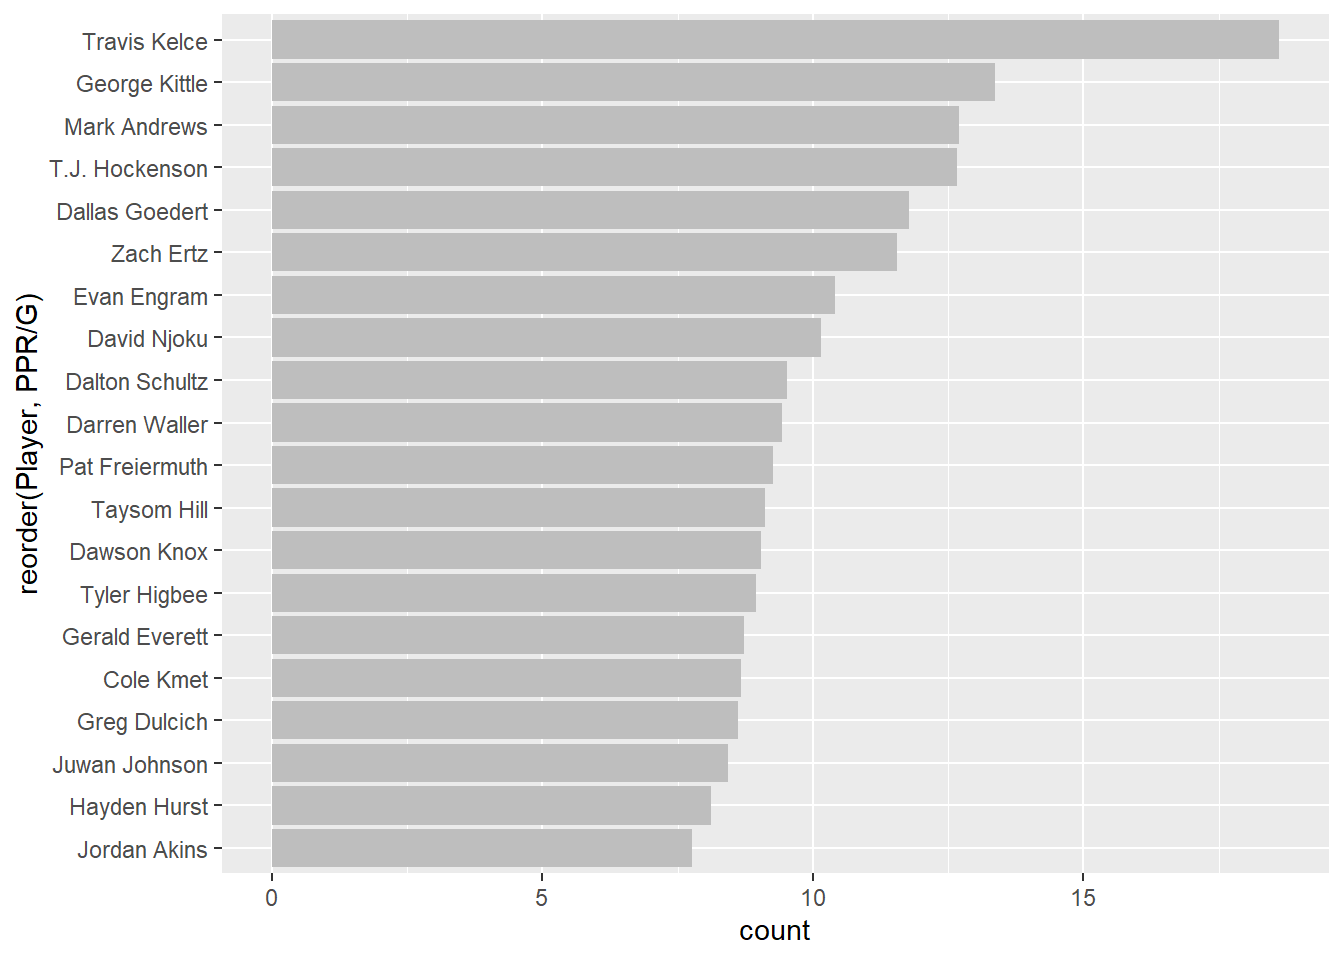 reorder(Player, PPR/G)
Travis Kelce
George Kittle
Mark Andrews
T.J. Hockenson
Dallas Goedert
Zach Ertz
Evan Engram
David Njoku
Dalton Schultz
Darren Waller
Pat Freiermuth
Taysom Hill
Dawson Knox
Tyler Higbee
Gerald Everett
Cole Kmet
Greg Dulcich
Juwan Johnson
Hayden Hurst
Jordan Akins
0 5 10 15
count